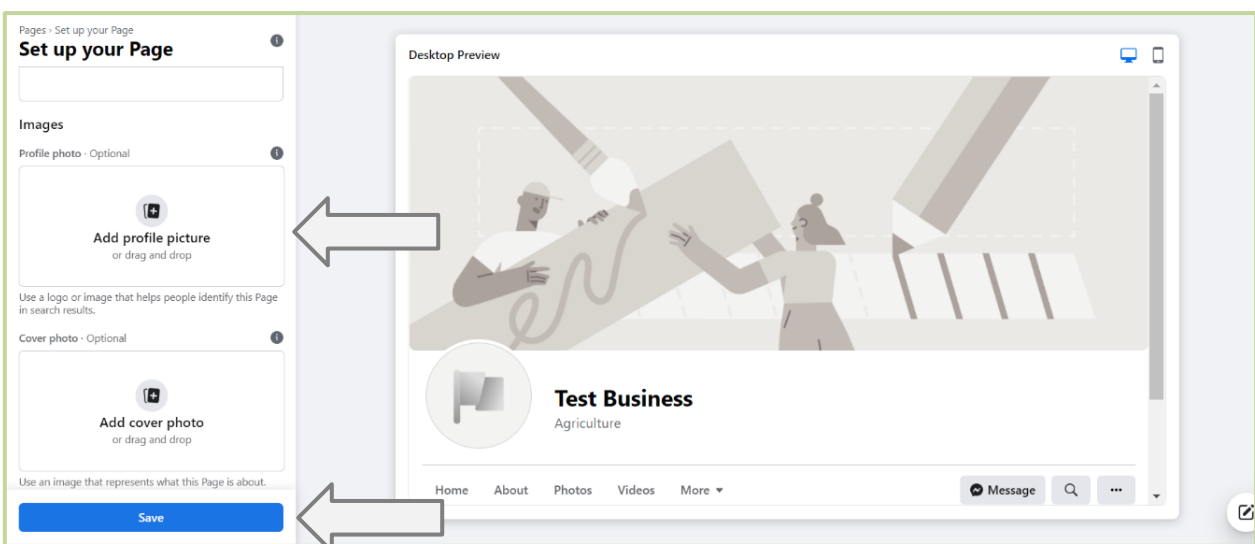 Pages › Set up your Page
Set up your Page
Images
Profile photo · Optional
Add profile picture
or drag and drop
Use a logo or image that helps people identify this Page
in search results.
Cover photo · Optional
Add cover photo
or drag and drop
Use an image that represents what this Page is about.
Save
Desktop Preview
Test Business
Agriculture
Home About Photos Videos More
Message